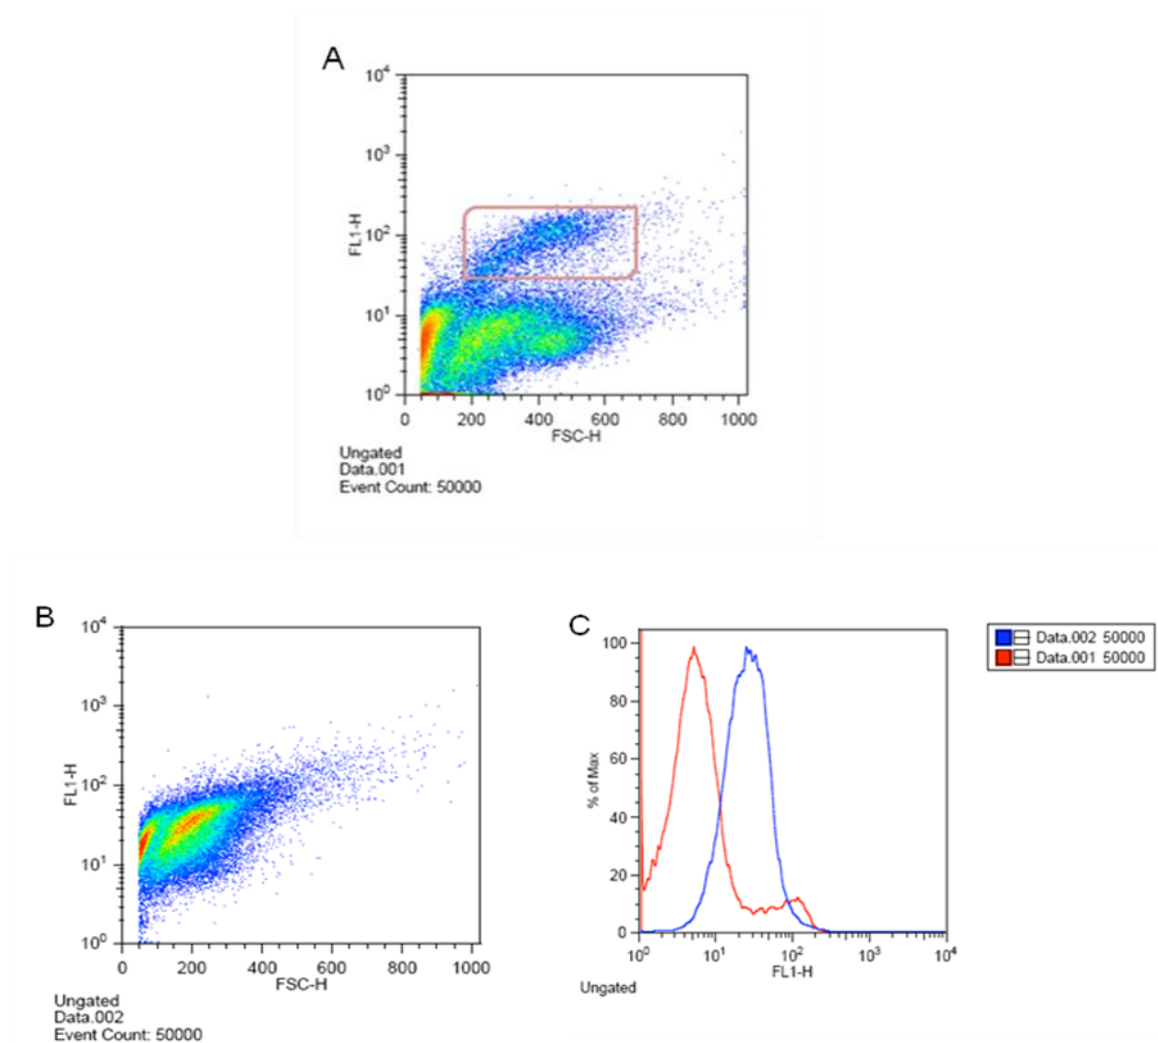 A
10⁴
10³
10²
10¹
10⁰
FL1-H
0 200 400 600 800 1000
FSC-H
Ungated
Data.001
Event Count: 50000
B
10⁴
10³
10²
10¹
10⁰
FL1-H
0 200 400 600 800 1000
FSC-H
Ungated
Data.002
Event Count: 50000
C
100
80
60
40
20
0
% of Max
10⁰ 10¹ 10² 10³ 10⁴
FL1-H
Ungated
Data.002 50000
Data.001 50000